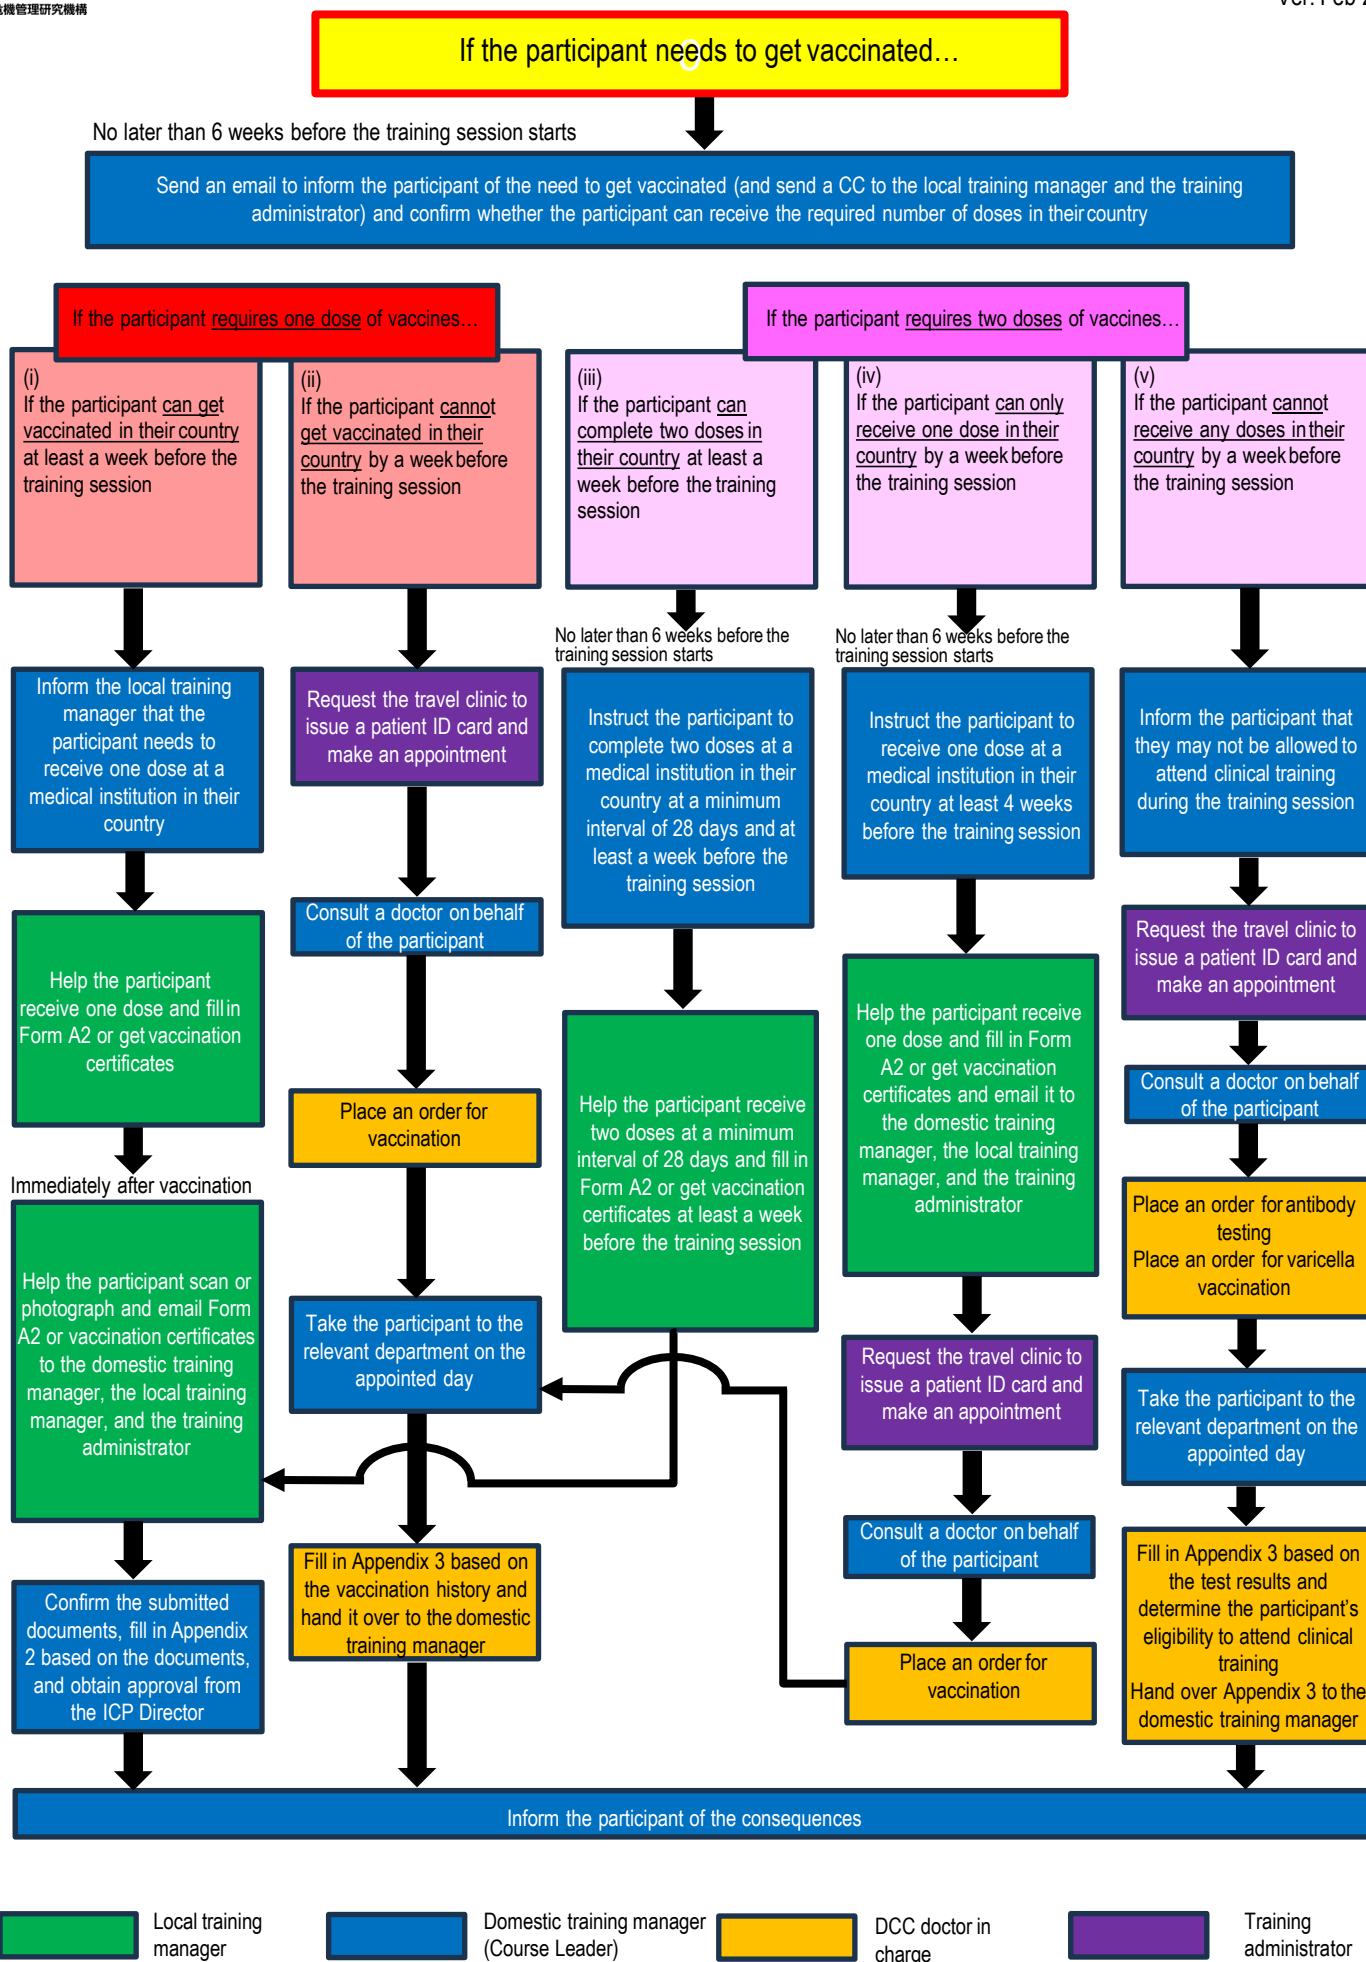 機管理研究機構
If the participant needs to get vaccinated…
No later than 6 weeks before the training session starts
Send an email to inform the participant of the need to get vaccinated (and send a CC to the local training manager and the training
administrator) and confirm whether the participant can receive the required number of doses in their country
If the participant requires one dose of vaccines…
If the participant requires two doses of vaccines…
(i)
If the participant can get
vaccinated in their country
at least a week before the
training session
(ii)
If the participant cannot
get vaccinated in their
country by a week before
the training session
(iii)
If the participant can
complete two doses in
their country at least a
week before the training
session
(iv)
If the participant can only
receive one dose in their
country by a week before
the training session
(v)
If the participant cannot
receive any doses in their
country by a week before
the training session
Inform the local training
manager that the
participant needs to
receive one dose at a
medical institution in their
country
Help the participant
receive one dose and fill in
Form A2 or get vaccination
certificates
Immediately after vaccination
Help the participant scan or
photograph and email Form
A2 or vaccination certificates
to the domestic training
manager, the local training
manager, and the training
administrator
Confirm the submitted
documents, fill in Appendix
2 based on the documents,
and obtain approval from
the ICP Director
Request the travel clinic to
issue a patient ID card and
make an appointment
Consult a doctor on behalf
of the participant
Place an order for
vaccination
Take the participant to the
relevant department on the
appointed day
Fill in Appendix 3 based on
the vaccination history and
hand it over to the domestic
training manager
No later than 6 weeks before the
training session starts
Instruct the participant to
complete two doses at a
medical institution in their
country at a minimum
interval of 28 days and at
least a week before the
training session
Help the participant receive
two doses at a minimum
interval of 28 days and fill in
Form A2 or get vaccination
certificates at least a week
before the training session
No later than 6 weeks before the
training session starts
Instruct the participant to
receive one dose at a
medical institution in their
country at least 4 weeks
before the training session
Help the participant receive
one dose and fill in Form
A2 or get vaccination
certificates and email it to
the domestic training
manager, the local training
manager, and the training
administrator
Request the travel clinic to
issue a patient ID card and
make an appointment
Consult a doctor on behalf
of the participant
Place an order for
vaccination
Inform the participant that
they may not be allowed to
attend clinical training
during the training session
Request the travel clinic to
issue a patient ID card and
make an appointment
Consult a doctor on behalf
of the participant
Place an order for antibody
testing
Place an order for varicella
vaccination
Take the participant to the
relevant department on the
appointed day
Fill in Appendix 3 based on
the test results and
determine the participant's
eligibility to attend clinical
training
Hand over Appendix 3 to the
domestic training manager
Inform the participant of the consequences
Local training
manager
Domestic training manager
(Course Leader)
DCC doctor in
charge
Training
administrator